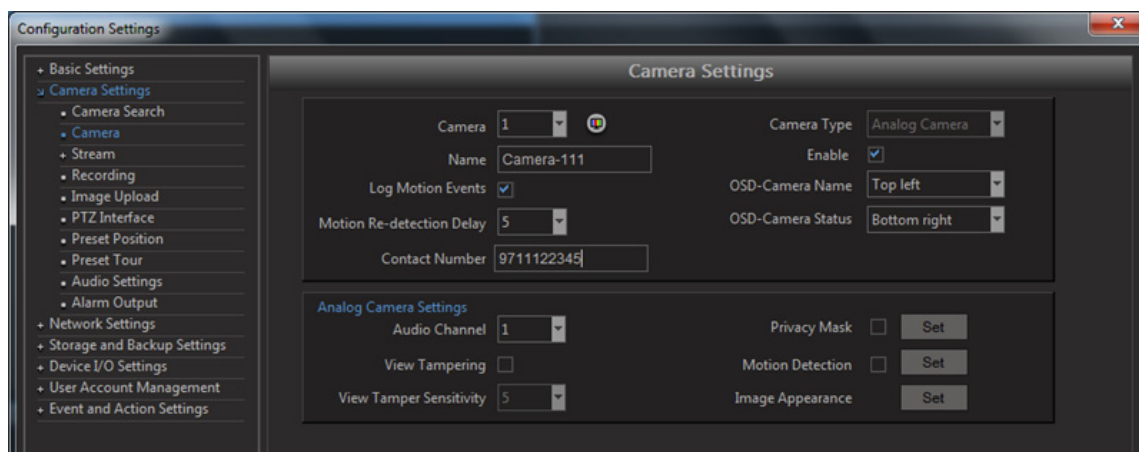 Configuration Settings
+ Basic Settings
Camera Settings
Camera Search
Camera
+ Stream
Recording
Image Upload
PTZ Interface
Preset Position
Preset Tour
Audio Settings
Alarm Output
+ Network Settings
+ Storage and Backup Settings
+ Device I/O Settings
+ User Account Management
+ Event and Action Settings
Camera Settings
Camera 1 Camera Type Analog Camera
Name Camera-111 Enable
Log Motion Events OSD-Camera Name Top left
Motion Re-detection Delay 5 OSD-Camera Status Bottom right
Contact Number 9711122345
Analog Camera Settings
Audio Channel 1 Privacy Mask Set
View Tampering Motion Detection Set
View Tamper Sensitivity 5 Image Appearance Set